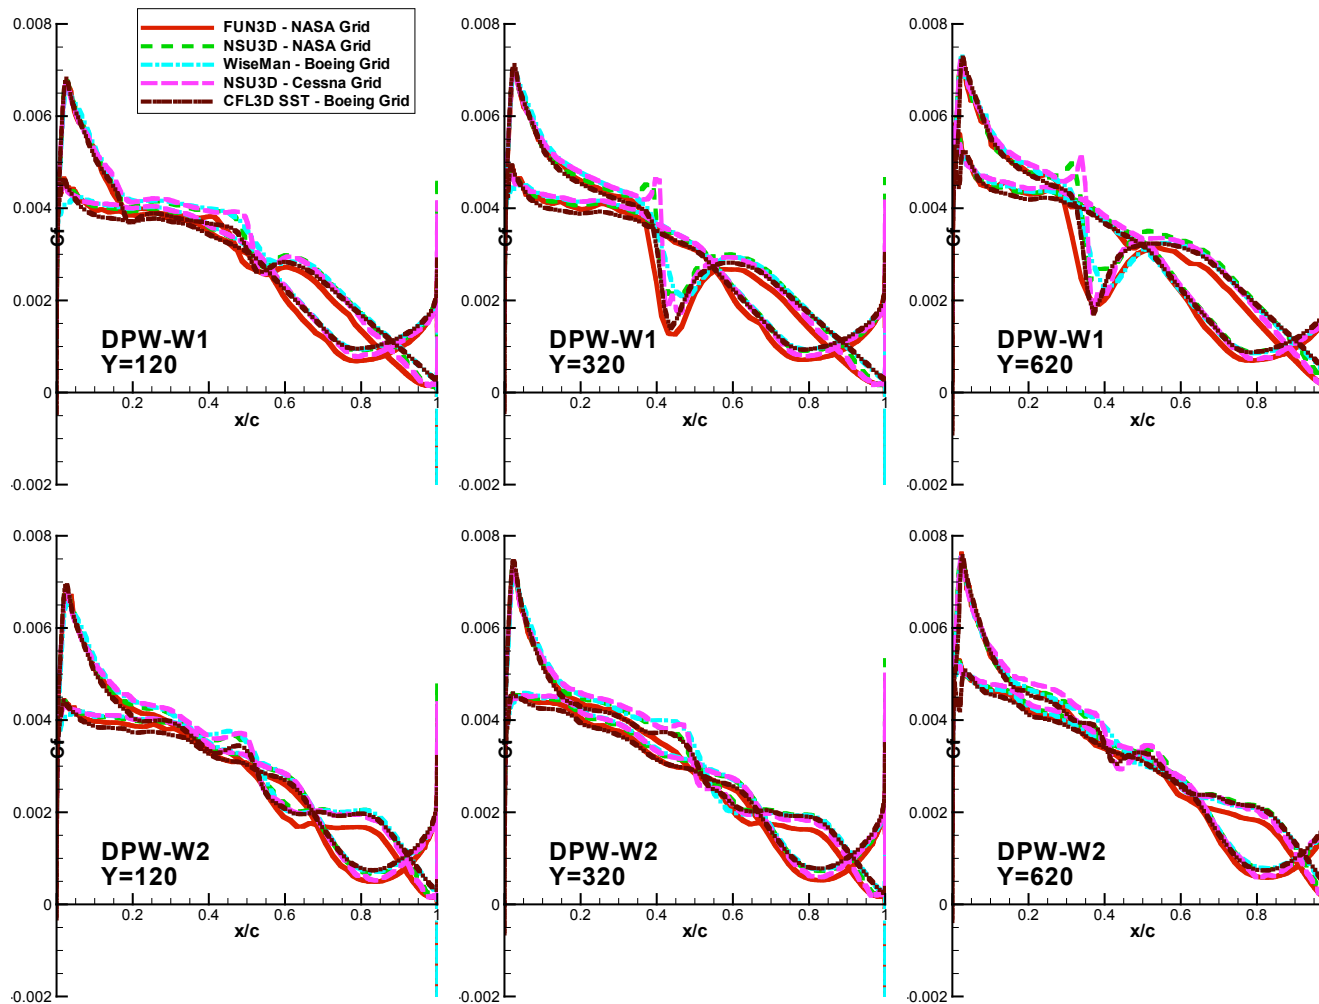 FUN3D - NASA Grid
NSU3D - NASA Grid
WiseMan - Boeing Grid
NSU3D - Cessna Grid
CFL3D SST - Boeing Grid
0.008
0.006
0.004
0.002
0
-0.002
Cf
0.2
0.4
0.6
0.8
1
x/c
DPW-W1
Y=120
0.008
0.006
0.004
0.002
0
-0.002
Cf
0.2
0.4
0.6
0.8
1
x/c
DPW-W1
Y=320
0.008
0.006
0.004
0.002
0
-0.002
Cf
0.2
0.4
0.6
0.8
x/c
DPW-W1
Y=620
0.008
0.006
0.004
0.002
0
-0.002
Cf
0.2
0.4
0.6
0.8
1
x/c
DPW-W2
Y=120
0.008
0.006
0.004
0.002
0
-0.002
Cf
0.2
0.4
0.6
0.8
1
x/c
DPW-W2
Y=320
0.008
0.006
0.004
0.002
0
-0.002
Cf
0.2
0.4
0.6
0.8
x/c
DPW-W2
Y=620